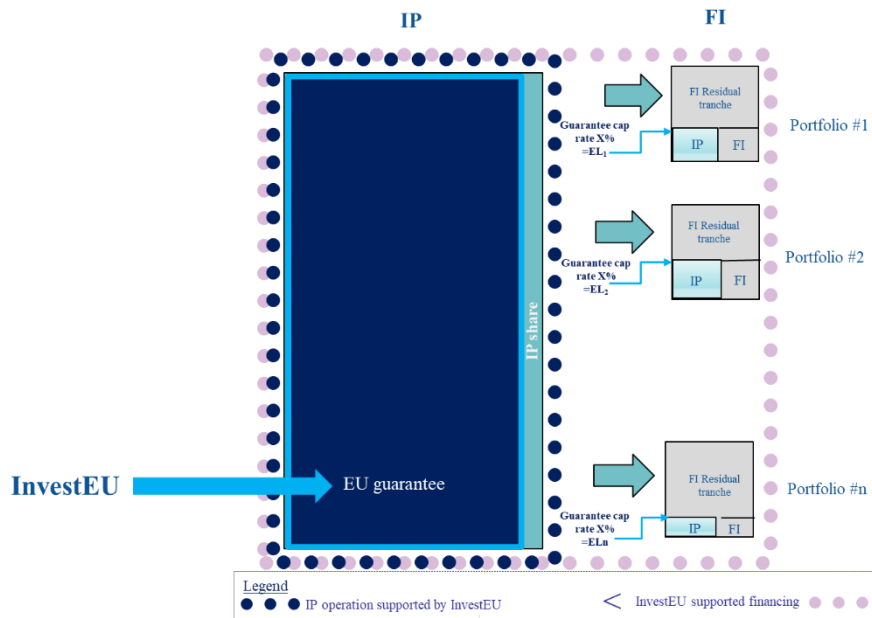 IP
FI
FI Residual
tranche
Guarantee cap
rate X%
=EL₁
IP
FI
Portfolio #1
FI Residual
tranche
Guarantee cap
rate X%
=EL₂
IP
FI
Portfolio #2
IP share
InvestEU
EU guarantee
FI Residual
tranche
Guarantee cap
rate X%
=ELn
IP
FI
Portfolio #n
Legend
IP operation supported by InvestEU
InvestEU supported financing